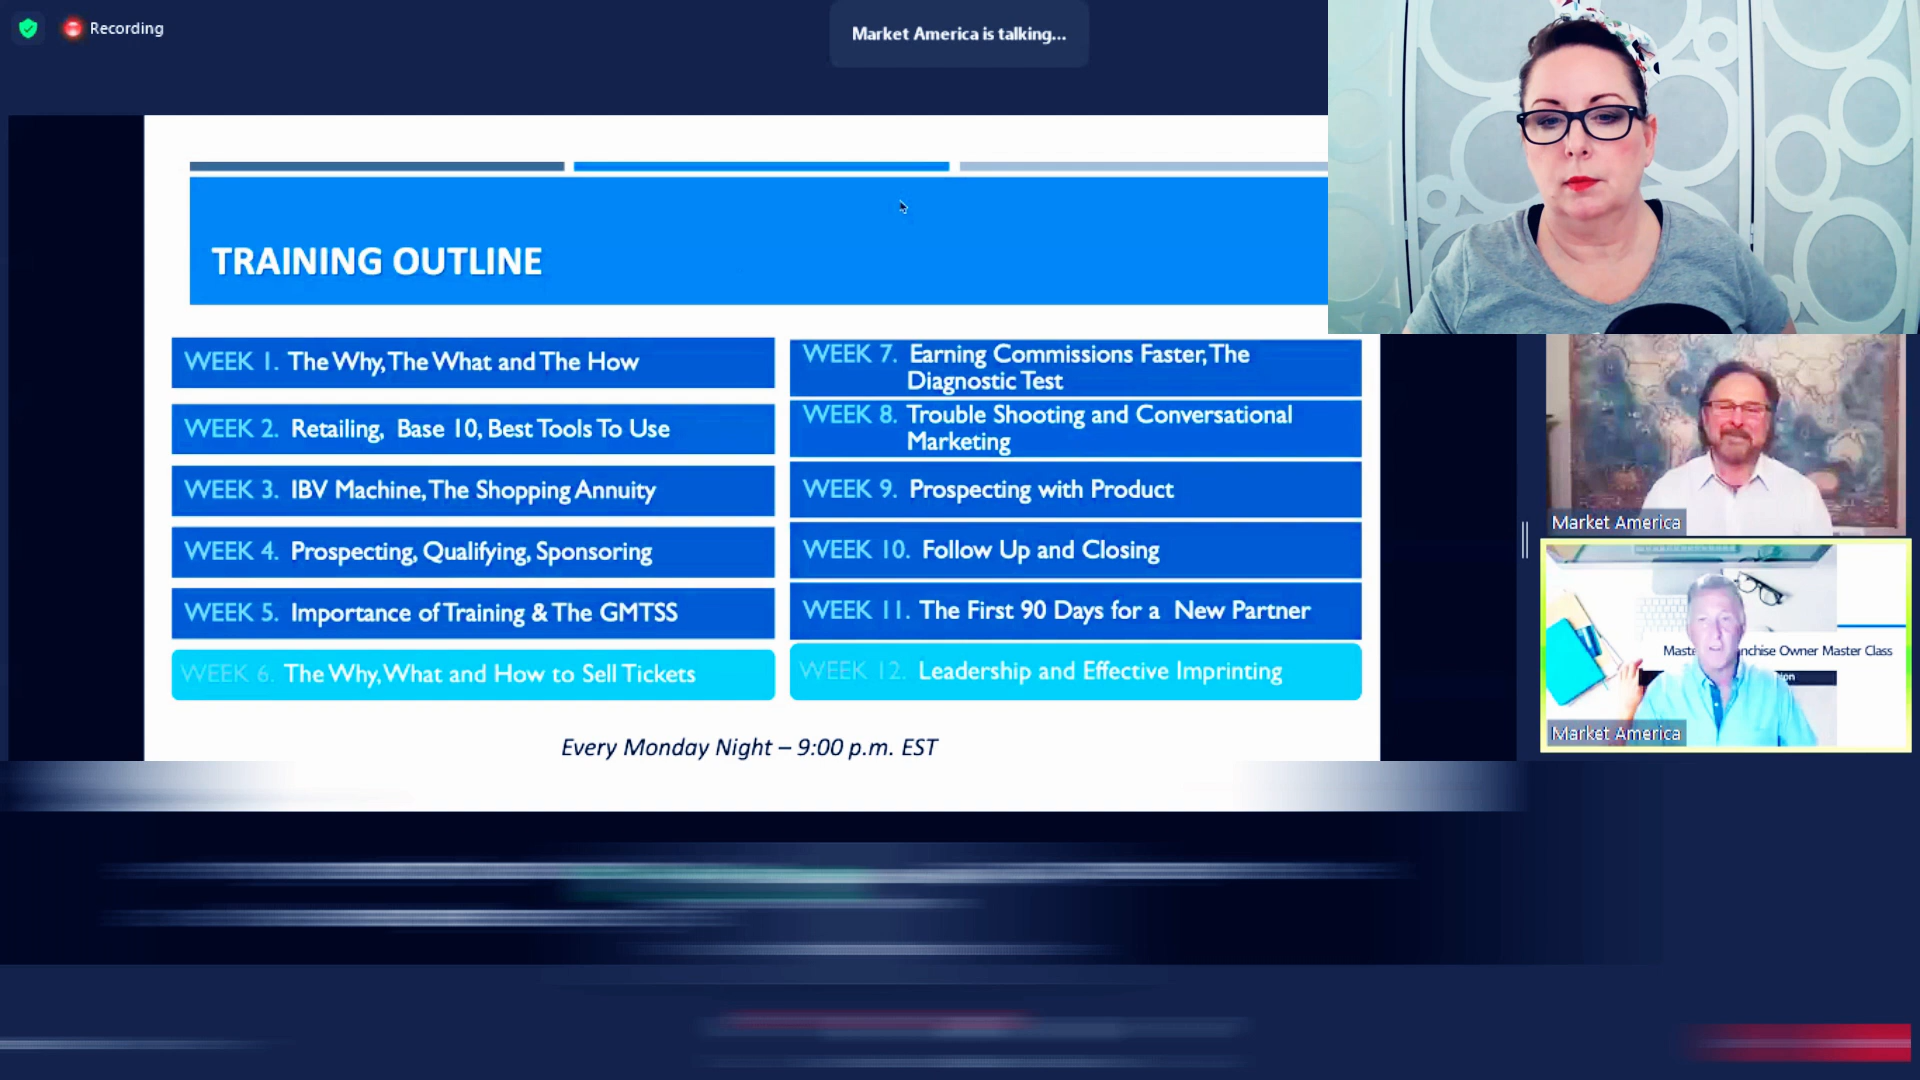 Recording
Market America is talking...
TRAINING OUTLINE
WEEK 1. The Why, The What and The How
WEEK 2. Retailing, Base 10, Best Tools To Use
WEEK 3. IBV Machine, The Shopping Annuity
WEEK 4. Prospecting, Qualifying, Sponsoring
WEEK 5. Importance of Training & The GMTSS
WEEK 6. The Why, What and How to Sell Tickets
WEEK 7. Earning Commissions Faster, The
Diagnostic Test
WEEK 8. Trouble Shooting and Conversational
Marketing
WEEK 9. Prospecting with Product
WEEK 10. Follow Up and Closing
WEEK 11. The First 90 Days for a New Partner
WEEK 12. Leadership and Effective Imprinting
Every Monday Night – 9:00 p.m. EST
Market America
Owner Master Class
Market America